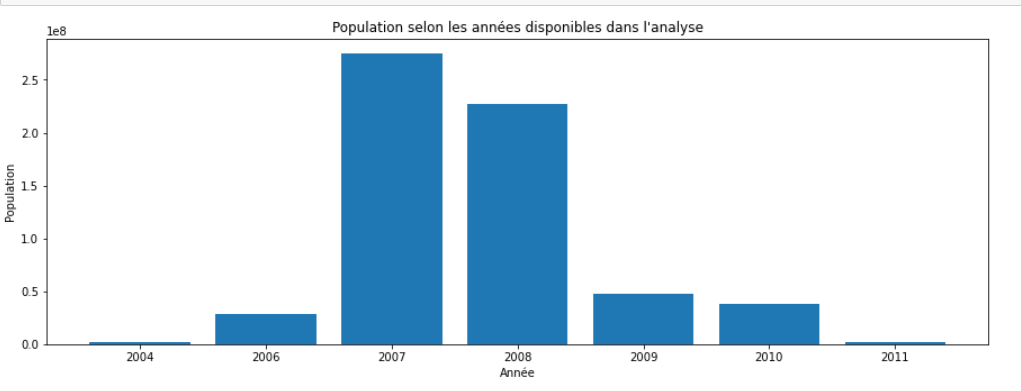 Population selon les années disponibles dans l'analyse
1e8
2.5
2.0
1.5
1.0
0.5
0.0
Population
2004 2006 2007 2008 2009 2010 2011
Année